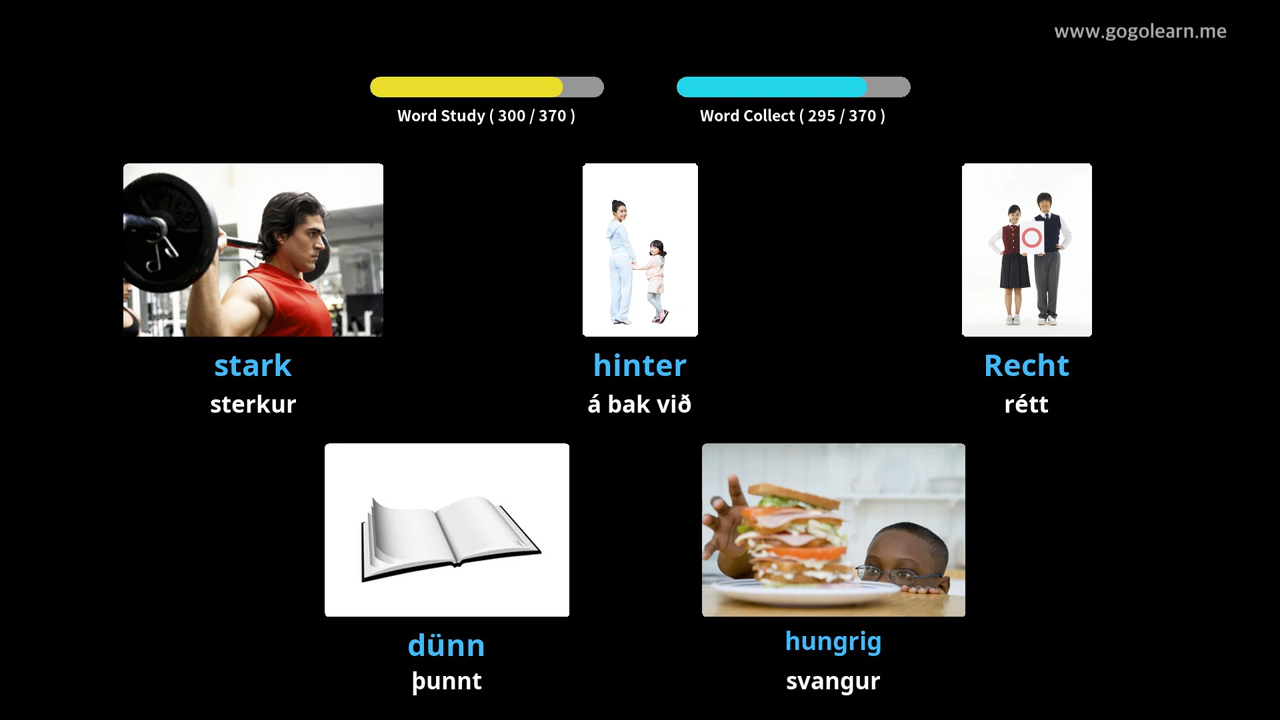 www.gogolearn.me
Word Study ( 300 / 370 )
Word Collect ( 295 / 370 )
stark
sterkur
hinter
á bak við
Recht
rétt
dünn
þunnt
hungrig
svangur